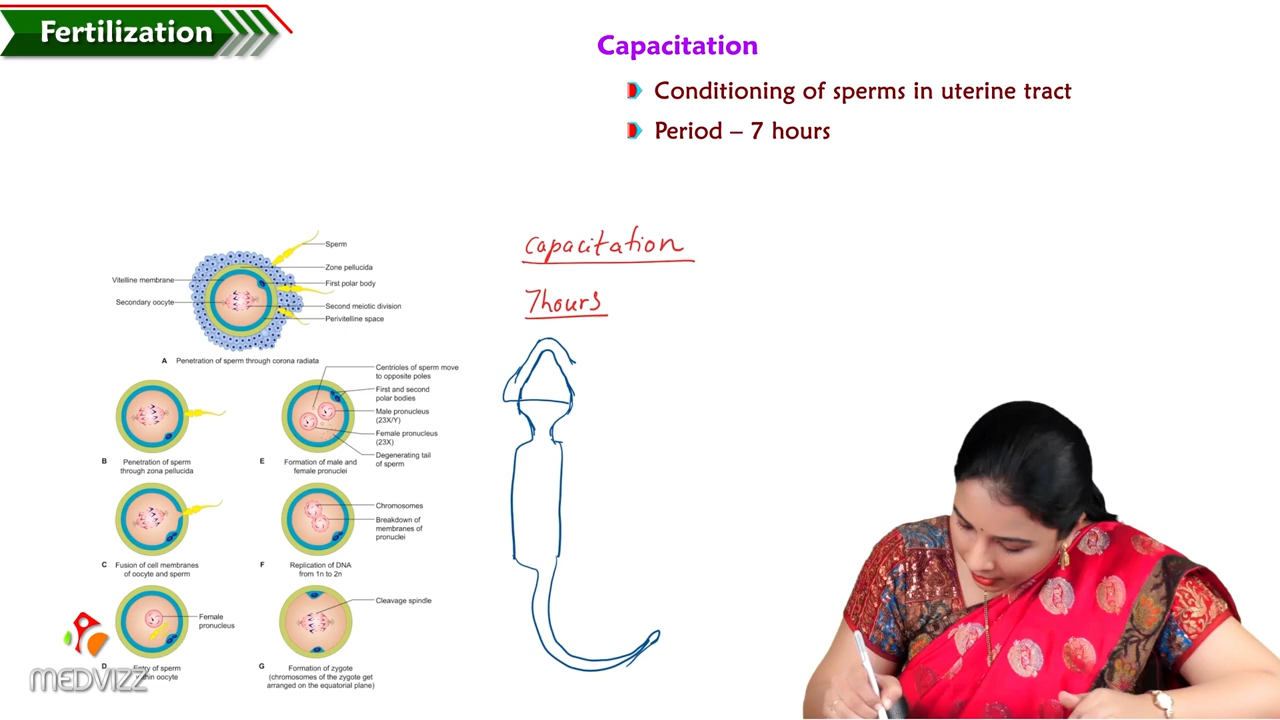 Fertilization
Capacitation
Conditioning of sperms in uterine tract
Period – 7 hours
Capacitation
7hours
Sperm
Zone pellucida
First polar body
Second meiotic division
Perivitelline space
Vitelline membrane
Secondary oocyte
A Penetration of sperm through corona radiata
B Penetration of sperm
through zona pellucida
C Fusion of cell membranes
of oocyte and sperm
Female
pronucleus
D Entry of sperm
within oocyte
Centrioles of sperm move
to opposite poles
First and second
polar bodies
Male pronucleus
(23X/Y)
Female pronucleus
(23X)
Degenerating tail
of sperm
E Formation of male and
female pronuclei
Chromosomes
Breakdown of
membranes of
pronuclei
F Replication of DNA
from 1n to 2n
Cleavage spindle
G Formation of zygote
(chromosomes of the zygote get
arranged on the equatorial plane)
MEDVIZZ